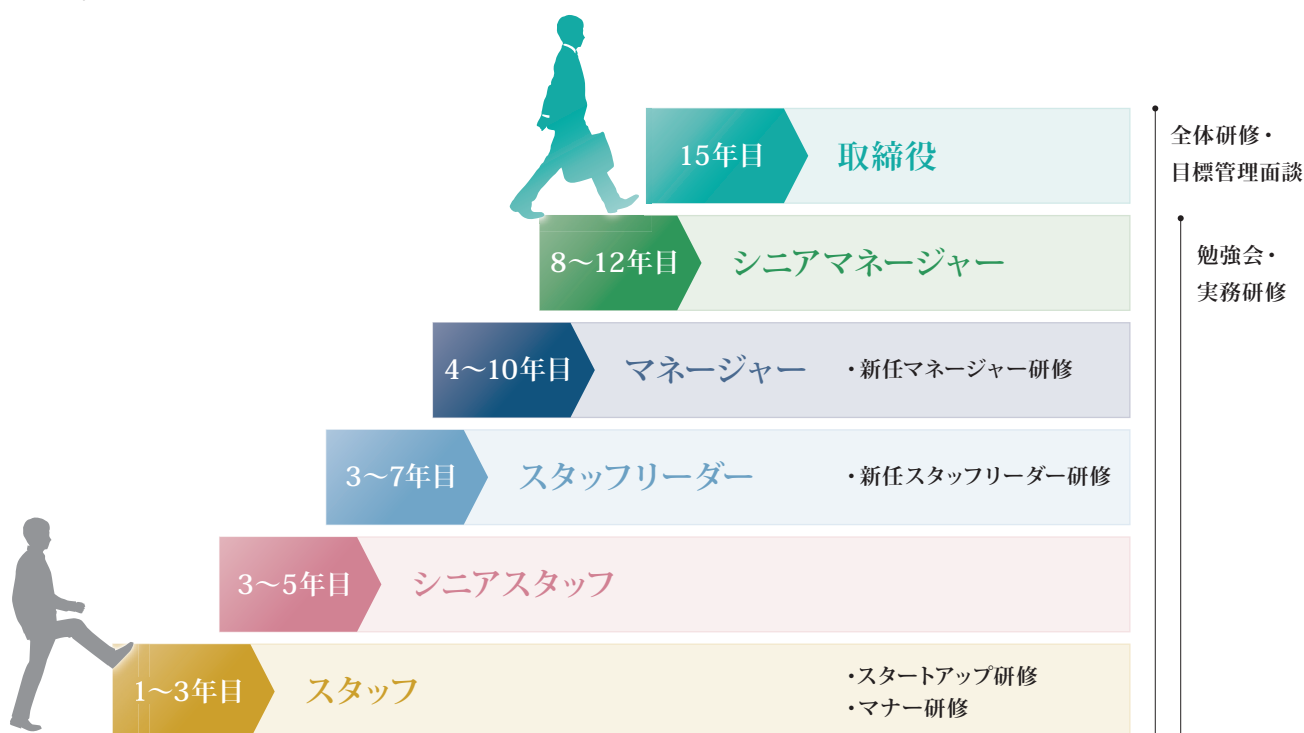 15年目
取締役
全体研修・
目標管理面談
8〜12年目
シニアマネージャー
勉強会・
実務研修
4〜10年目
マネージャー
・新任マネージャー研修
3〜7年目
スタッフリーダー
・新任スタッフリーダー研修
3〜5年目
シニアスタッフ
1〜3年目
スタッフ
・スタートアップ研修
・マナー研修